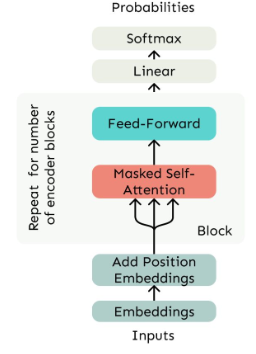 Probabilities
Softmax
Linear
Repeat for number
of encoder blocks
Feed-Forward
Masked Self-
Attention
Block
Add Position
Embeddings
Embeddings
Inputs